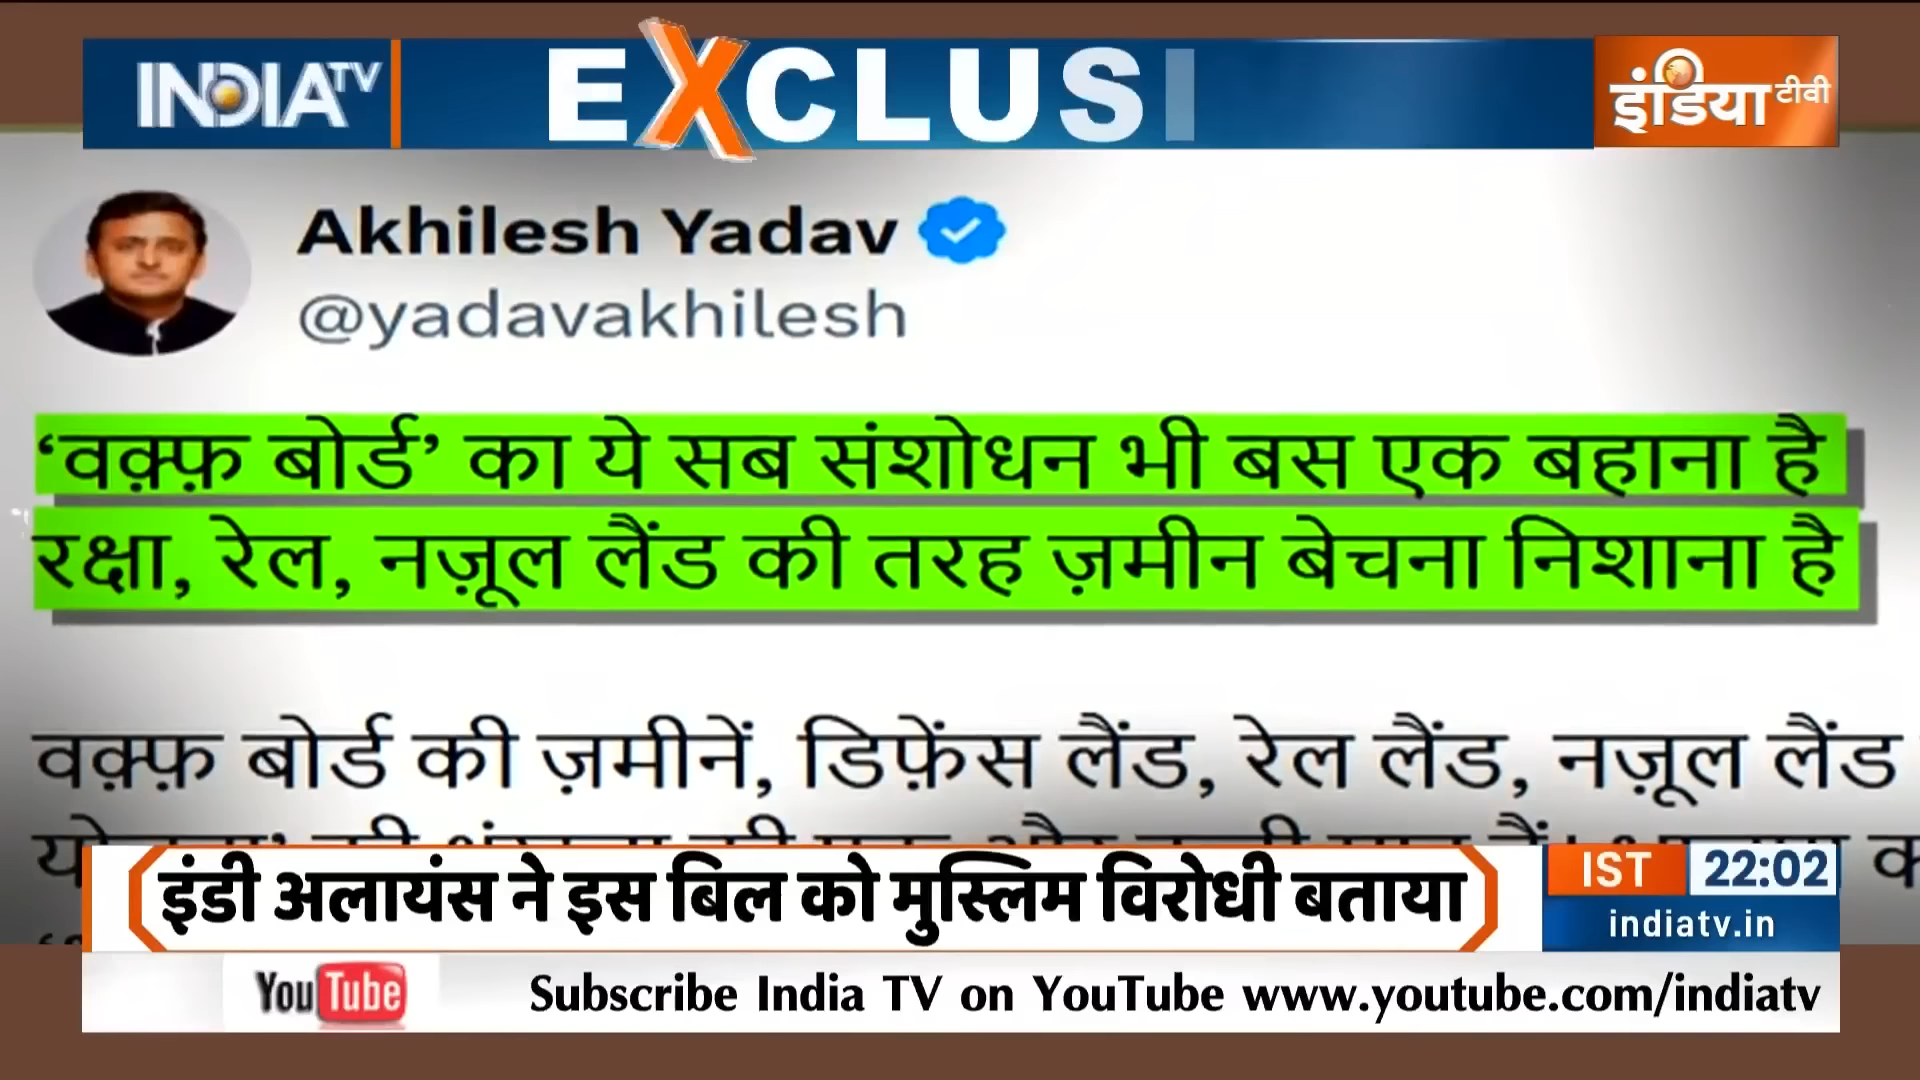 INDIA TV
EXCLUSI
इंडिया टीवी
Akhilesh Yadav
@yadavakhilesh
‘वक़्फ़ बोर्ड’ का ये सब संशोधन भी बस एक बहाना है
रक्षा, रेल, नज़ूल लैंड की तरह ज़मीन बेचना निशाना है
वक़्फ़ बोर्ड की ज़मीनें, डिफ़ेंस लैंड, रेल लैंड, नज़ूल लैंड
इंडी अलायंस ने इस बिल को मुस्लिम विरोधी बताया
IST 22:02
indiatv.in
YouTube
Subscribe India TV on YouTube www.youtube.com/indiatv